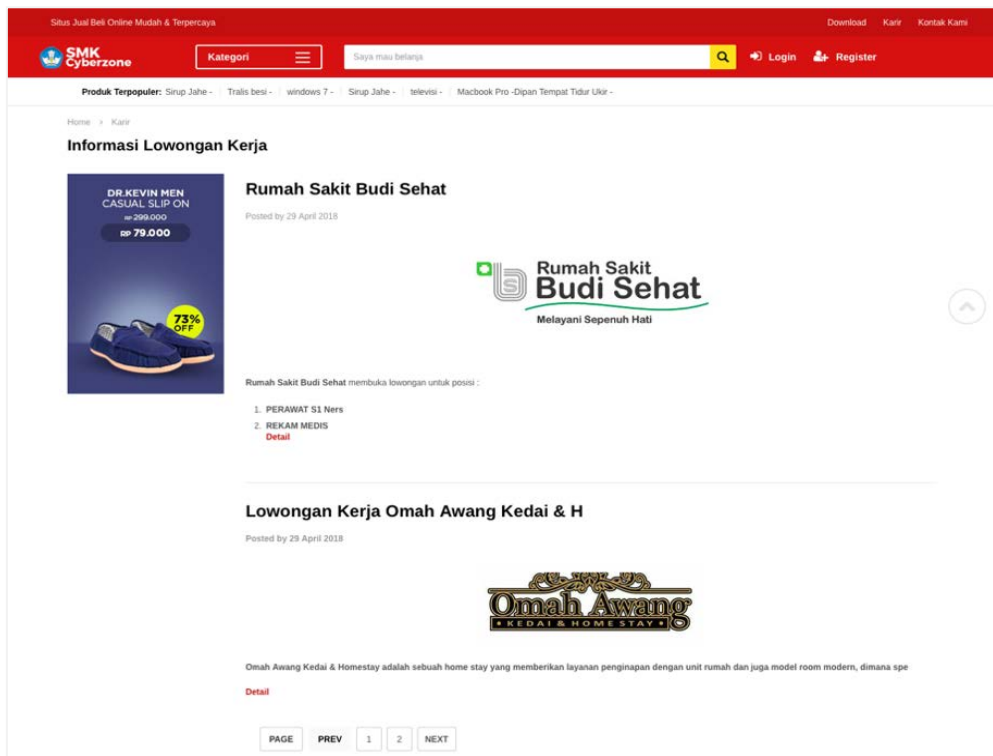 Situs Jual Beli Online Mudah & Terpercaya
Download Karir Kontak Kami
SMK
Cyberzone
Kategori
Saya mau belanja
Login Register
Produk Terpopuler: Sirup Jahe - Tralis besi - windows 7 - Sirup Jahe - televisi - Macbook Pro -Dipan Tempat Tidur Ukir -
Home > Karir
Informasi Lowongan Kerja
DR.KEVIN MEN
CASUAL SLIP ON
RP 299.000
RP 79.000
73%
OFF
Rumah Sakit Budi Sehat
Posted by 29 April 2018
Rumah Sakit
Budi Sehat
Melayani Sepenuh Hati
Rumah Sakit Budi Sehat membuka lowongan untuk posisi :
1. PERAWAT S1 Ners
2. REKAM MEDIS
Detail
Lowongan Kerja Omah Awang Kedai & H
Posted by 29 April 2018
Omah Awang
• KEDAI & HOME STAY •
Omah Awang Kedai & Homestay adalah sebuah home stay yang memberikan layanan penginapan dengan unit rumah dan juga model room modern, dimana spe
Detail
PAGE PREV 1 2 NEXT